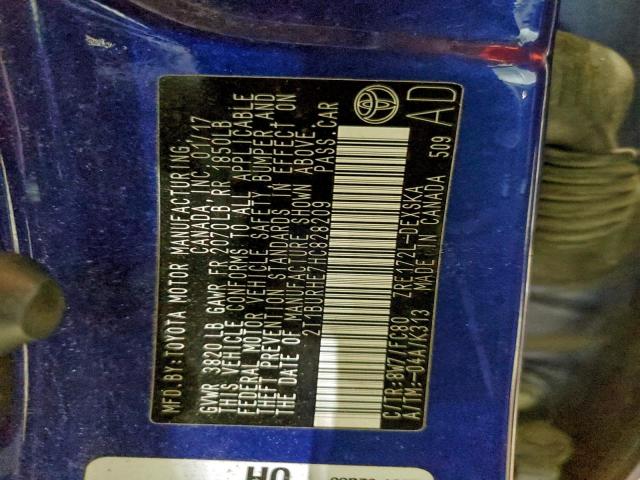 MFD.BY:TOYOTA MOTOR MANUFACTURING,
CANADA, INC. 01/17
GVWR 3820LB GAWR FR 2070LB RR 1850LB
THIS VEHICLE CONFORMS TO ALL APPLICABLE
FEDERAL MOTOR VEHICLE SAFETY, BUMPER AND
THEFT PREVENTION STANDARDS IN EFFECT ON
THE DATE OF MANUFACTURE SHOWN ABOVE.
2T1BURHE7HC828209 PASS.CAR
C/TR:8W7/FC80 ZRE172L-DEXSKA
A/TM:-04A/K313 MADE IN CANADA 509
AD
HO